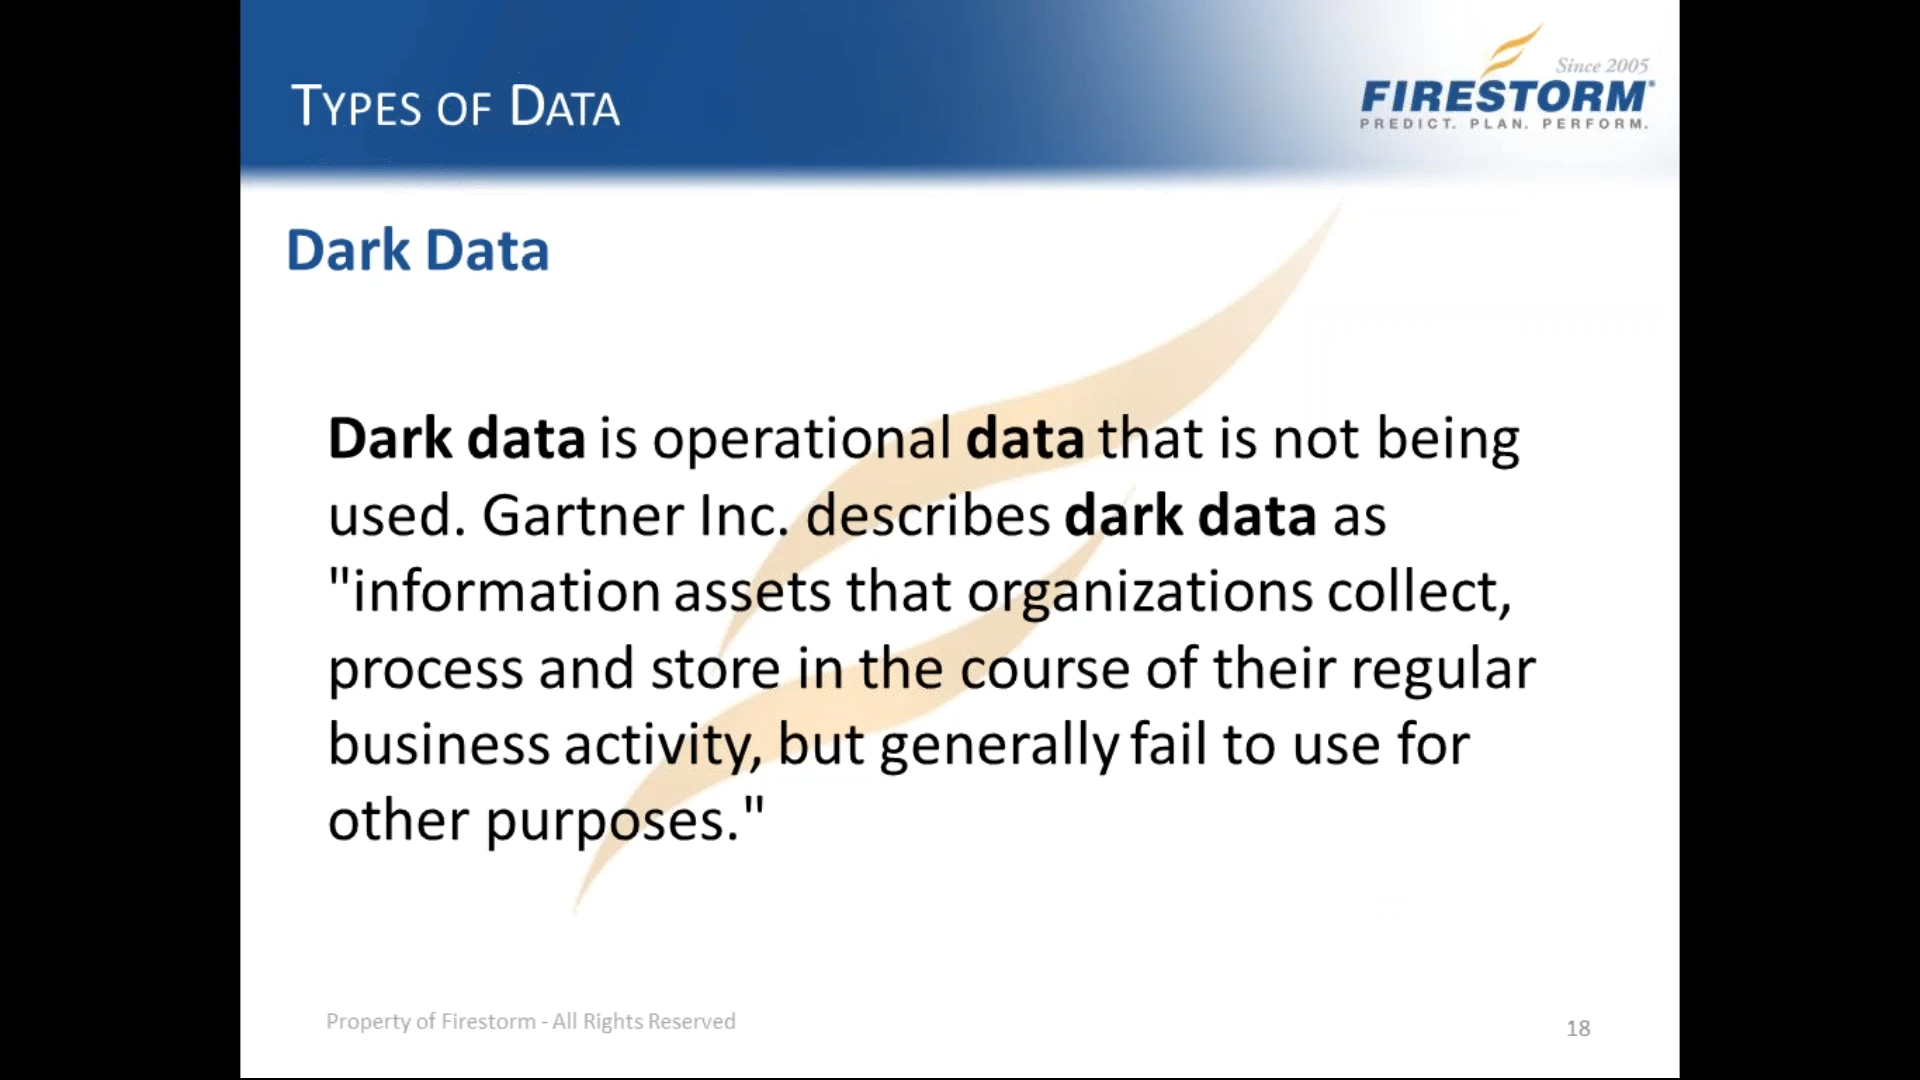 TYPES OF DATA
Since 2005
FIRESTORM®
PREDICT. PLAN. PERFORM.
Dark Data
Dark data is operational data that is not being
used. Gartner Inc. describes dark data as
"information assets that organizations collect,
process and store in the course of their regular
business activity, but generally fail to use for
other purposes."
Property of Firestorm - All Rights Reserved
18